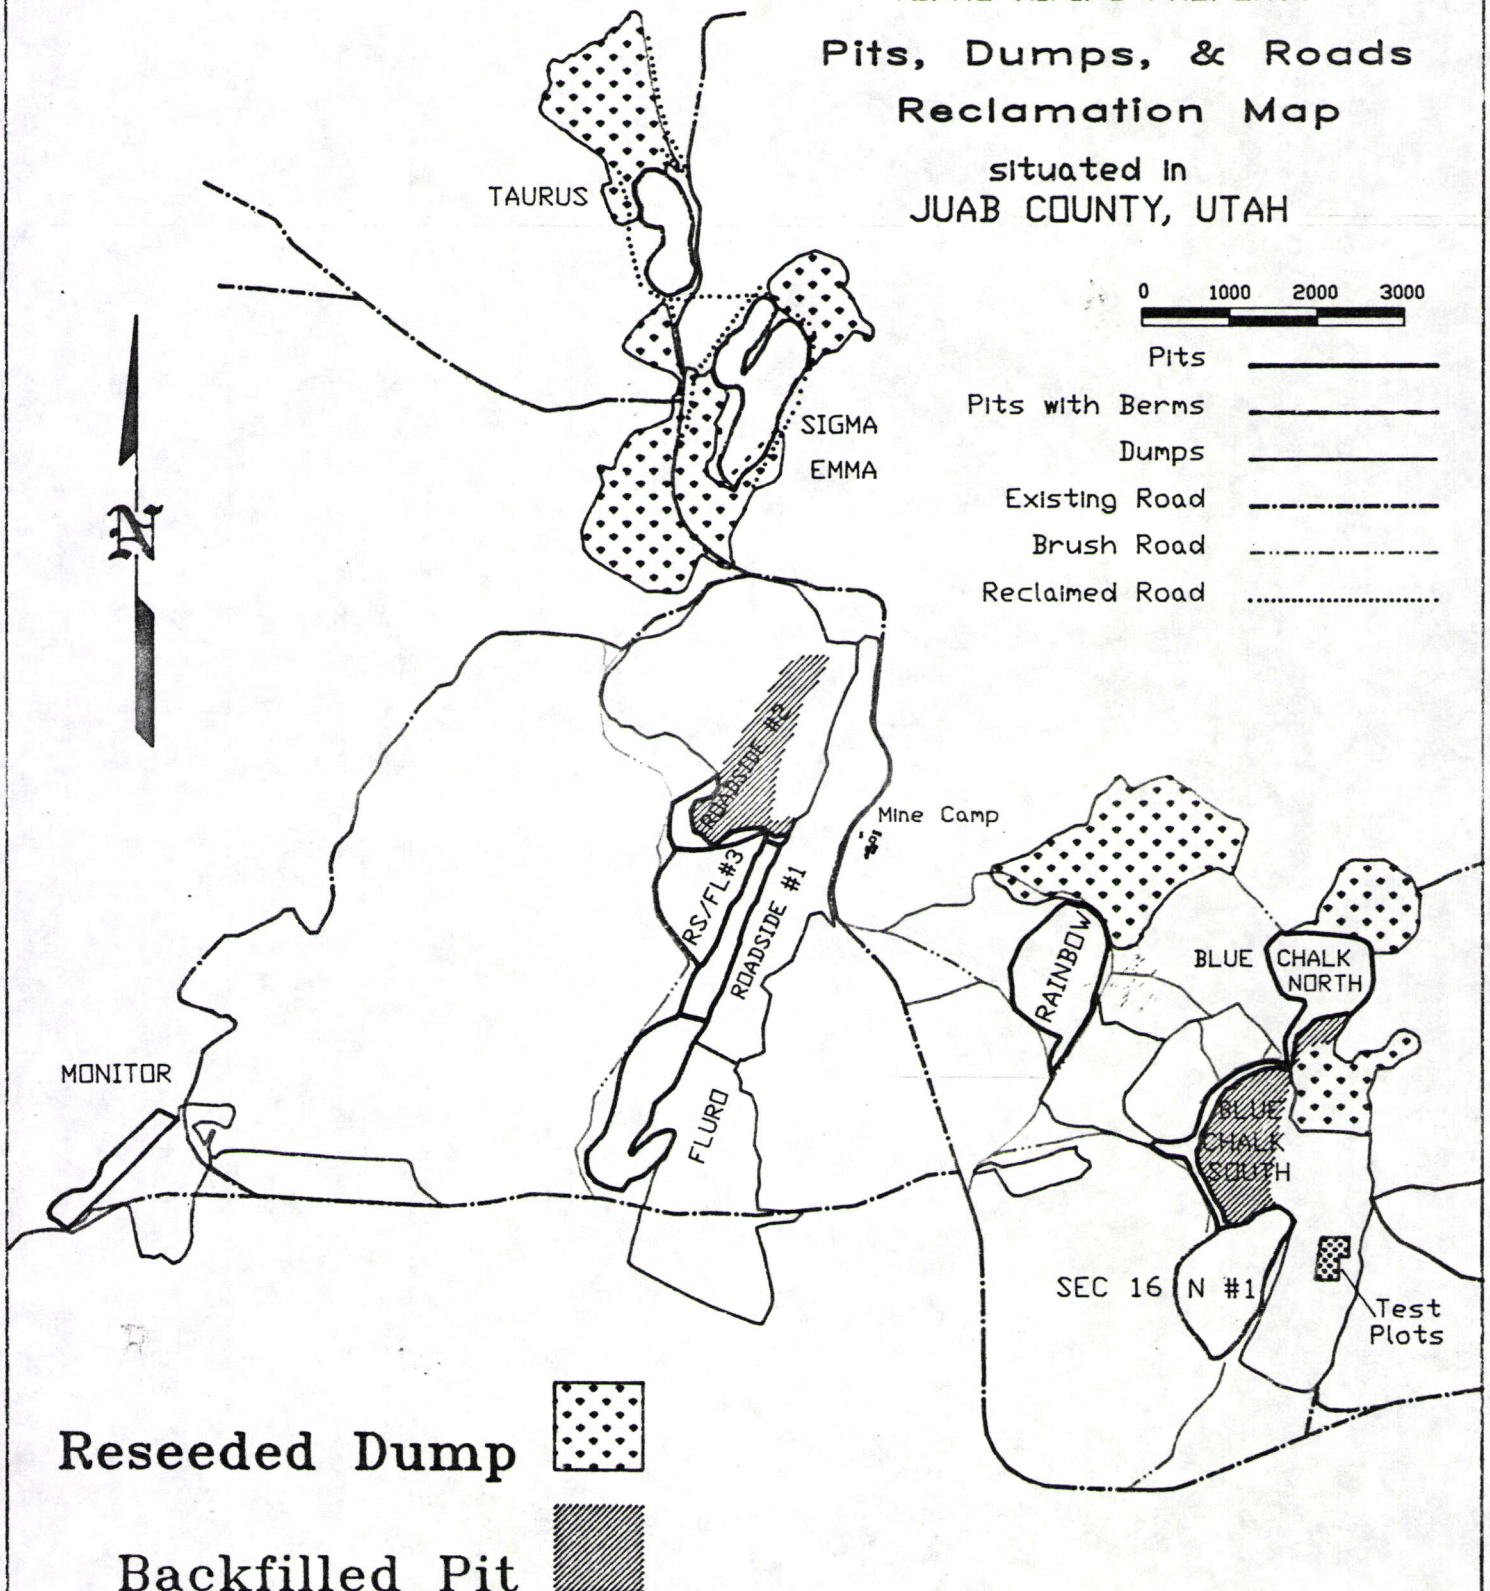 Pits, Dumps, & Roads
Reclamation Map
situated in
JUAB COUNTY, UTAH
TAURUS
0 1000 2000 3000
Pits
Pits with Berms
Dumps
Existing Road
Brush Road
Reclaimed Road
SIGMA
EMMA
N
ROADSIDE #2
Mine Camp
RS/FL#3
ROADSIDE #1
RAINBOW
BLUE CHALK
NORTH
MONITOR
FLURO
BLUE
CHALK
SOUTH
SEC 16 N #1
Test
Plots
Reseeded Dump
Backfilled Pit